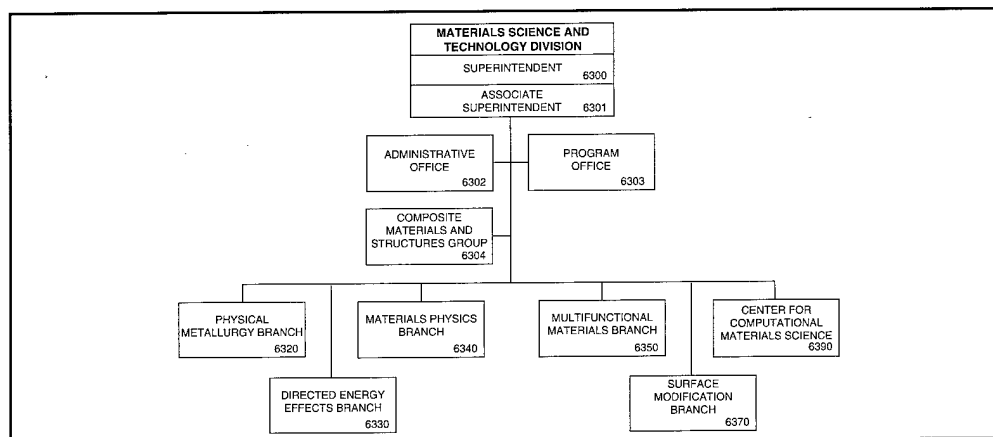 MATERIALS SCIENCE AND
TECHNOLOGY DIVISION
SUPERINTENDENT
6300
ASSOCIATE
SUPERINTENDENT
6301
ADMINISTRATIVE
OFFICE
6302
PROGRAM
OFFICE
6303
COMPOSITE
MATERIALS AND
STRUCTURES GROUP
6304
PHYSICAL
METALLURGY BRANCH
6320
MATERIALS PHYSICS
BRANCH
6340
MULTIFUNCTIONAL
MATERIALS BRANCH
6350
CENTER FOR
COMPUTATIONAL
MATERIALS SCIENCE
6390
DIRECTED ENERGY
EFFECTS BRANCH
6330
SURFACE
MODIFICATION
BRANCH
6370